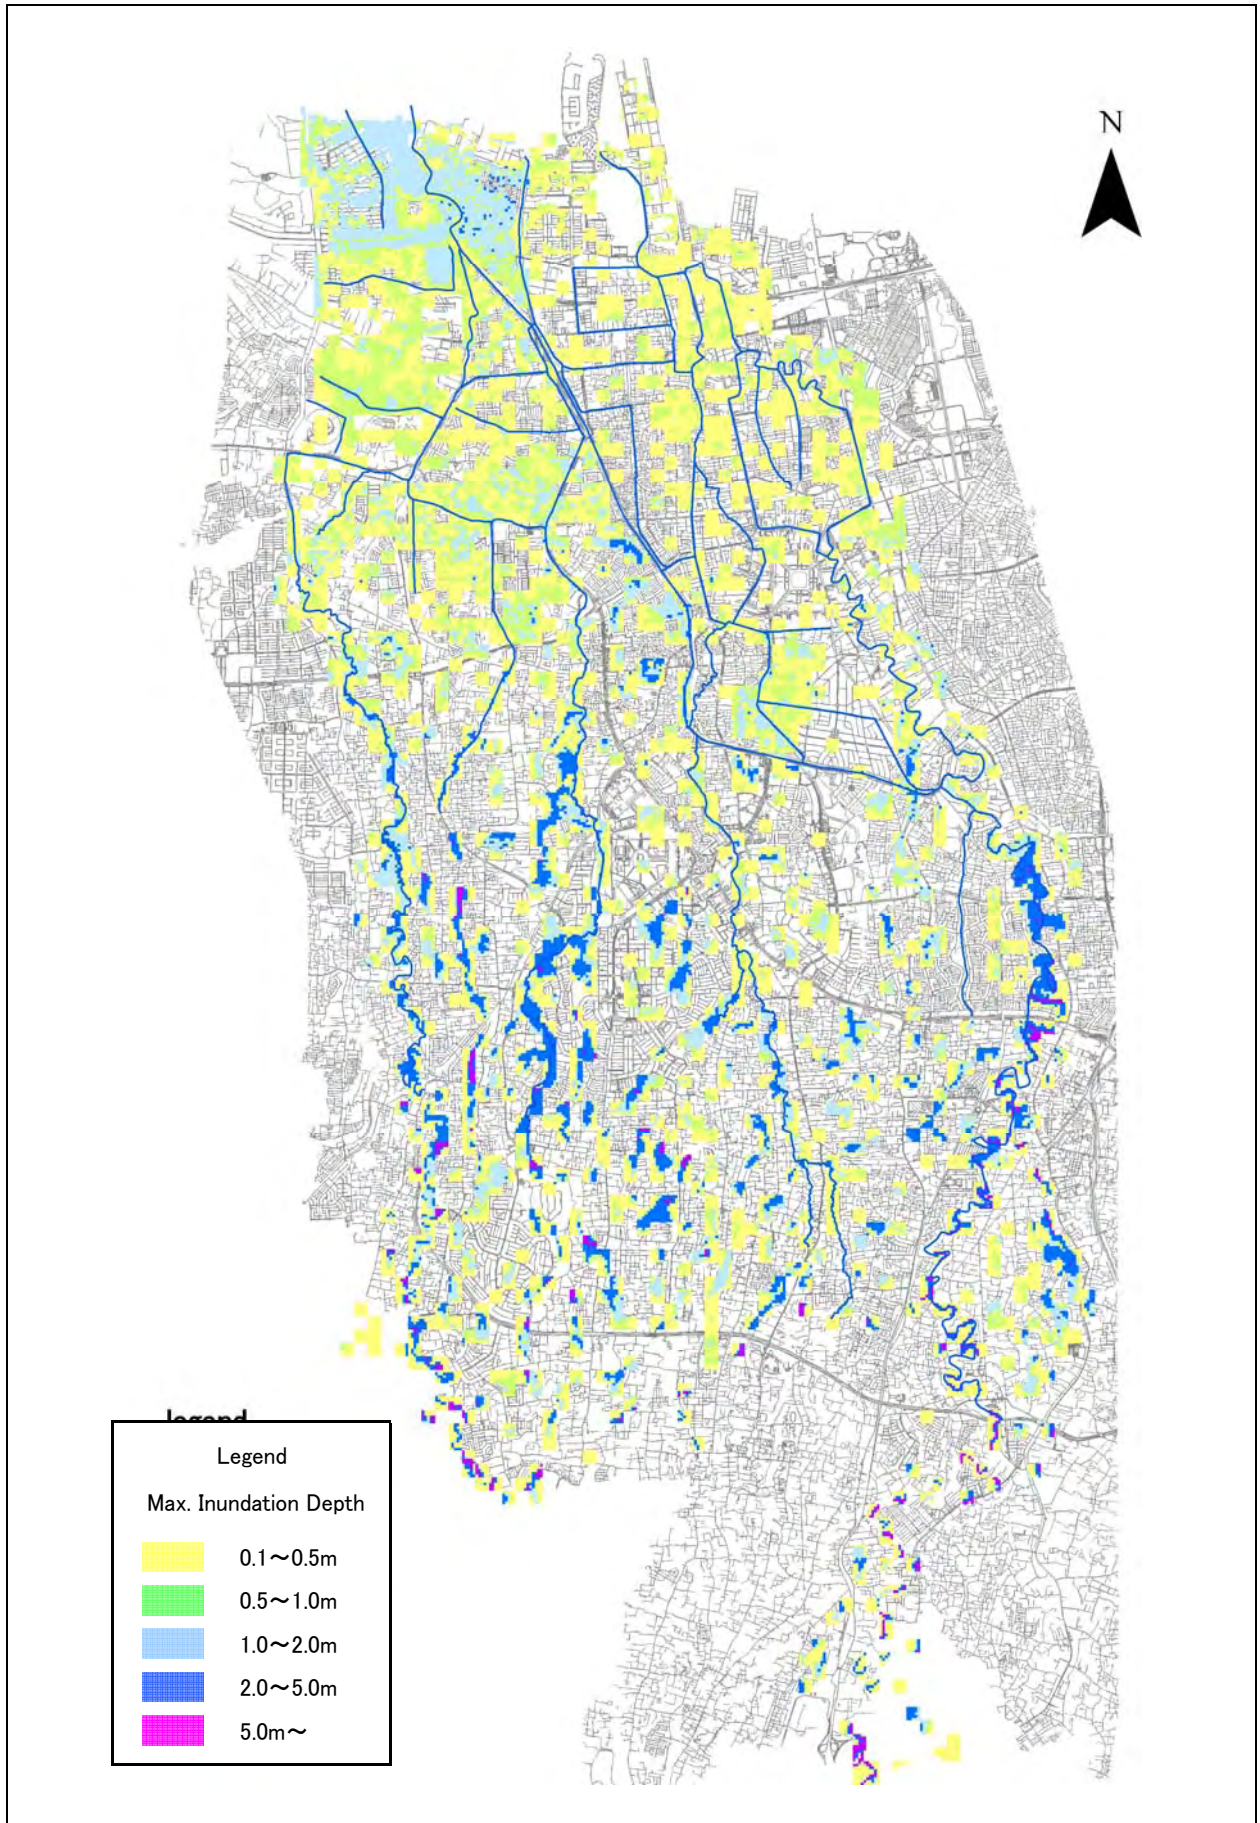 N
legend
Legend
Max. Inundation Depth
0.1～0.5m
0.5～1.0m
1.0～2.0m
2.0～5.0m
5.0m～